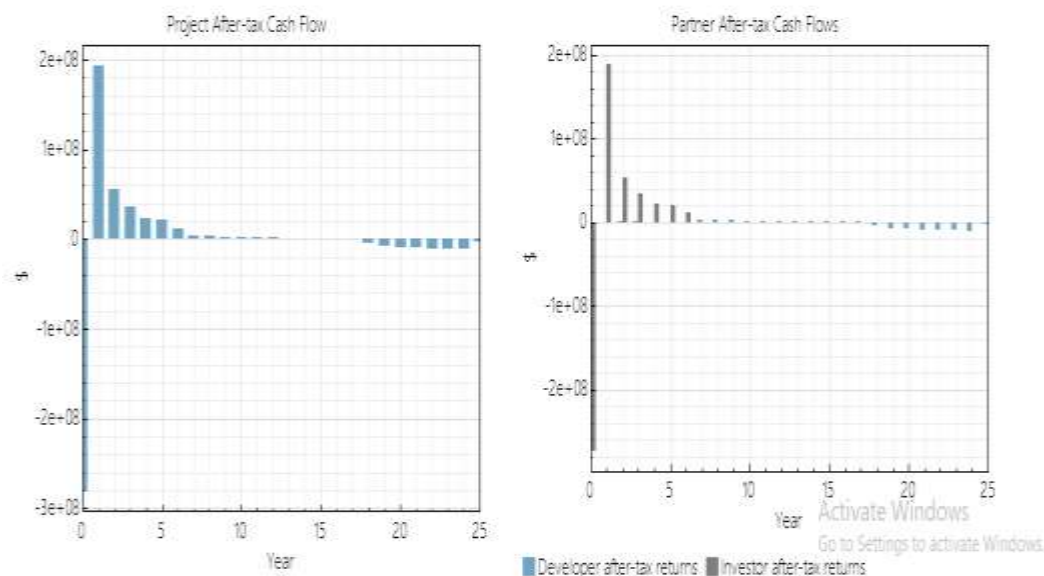 Project After-tax Cash Flow
2e+08
1e+08
0
-1e+08
-2e+08
-3e+08
$
0 5 10 15 20 25
Year
Partner After-tax Cash Flows
2e+08
1e+08
0
-1e+08
-2e+08
$
0 5 10 15 20 25
Year
Developer after-tax returns Investor after-tax returns
Activate Windows
Go to Settings to activate Windows.